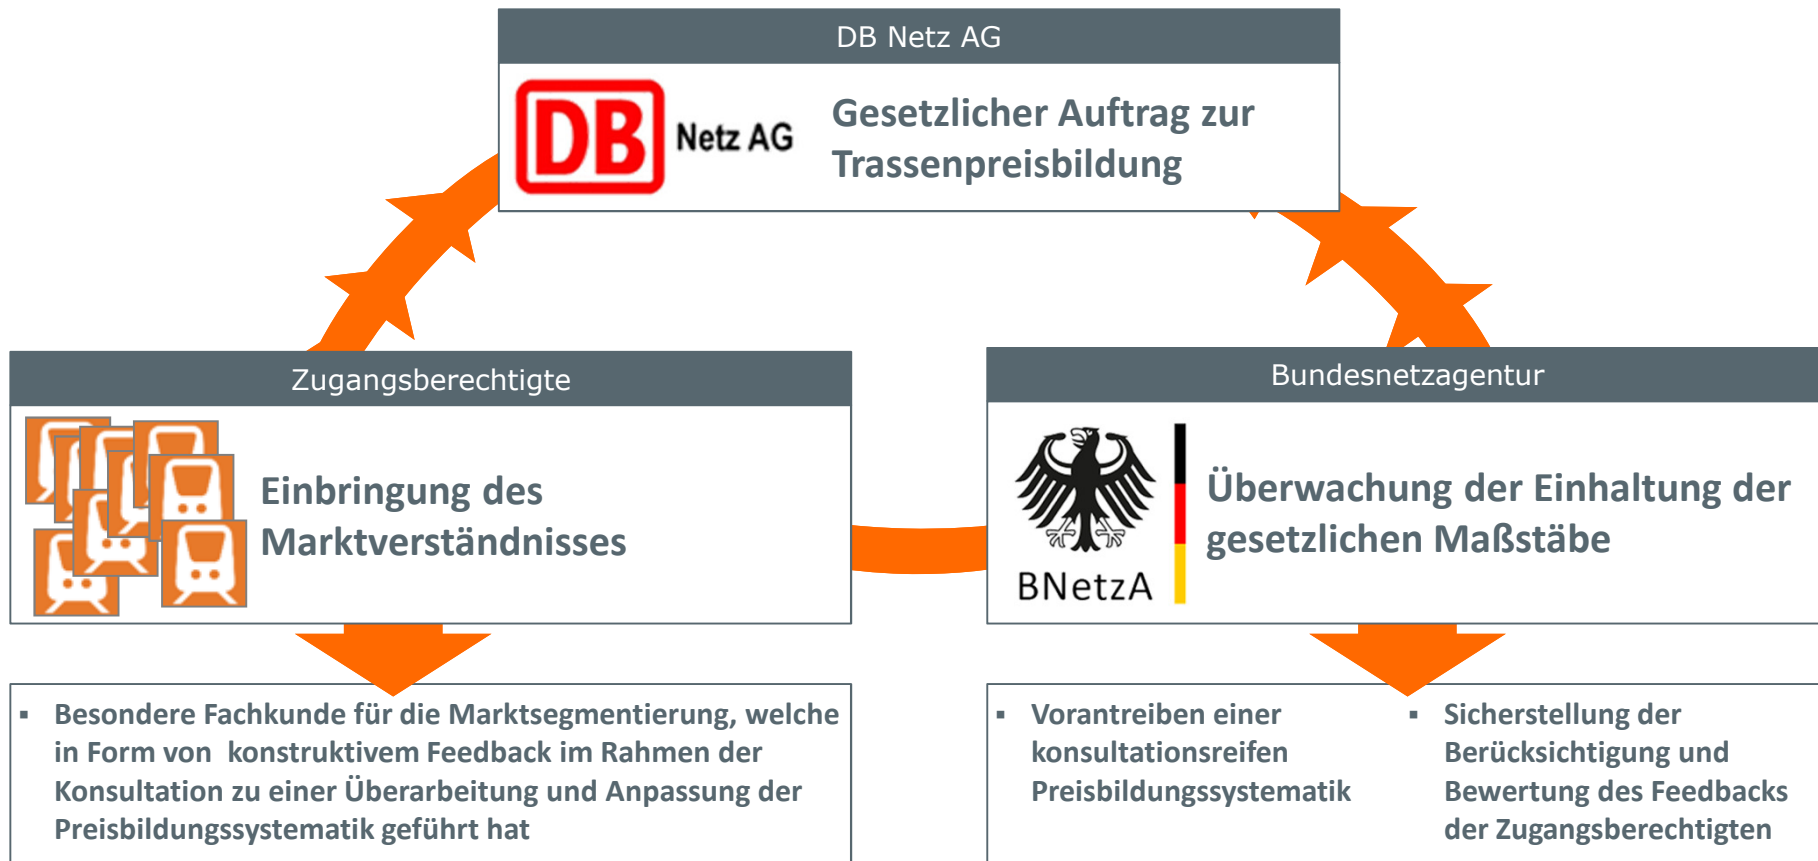 DB Netz AG
DB Netz AG
Gesetzlicher Auftrag zur
Trassenpreisbildung
Zugangsberechtigte
Einbringung des
Marktverständnisses
Bundesnetzagentur
BNetzA
Überwachung der Einhaltung der
gesetzlichen Maßstäbe
▪ Besondere Fachkunde für die Marktsegmentierung, welche
in Form von konstruktivem Feedback im Rahmen der
Konsultation zu einer Überarbeitung und Anpassung der
Preisbildungssystematik geführt hat
▪ Vorantreiben einer
konsultationsreifen
Preisbildungssystematik
▪ Sicherstellung der
Berücksichtigung und
Bewertung des Feedbacks
der Zugangsberechtigten